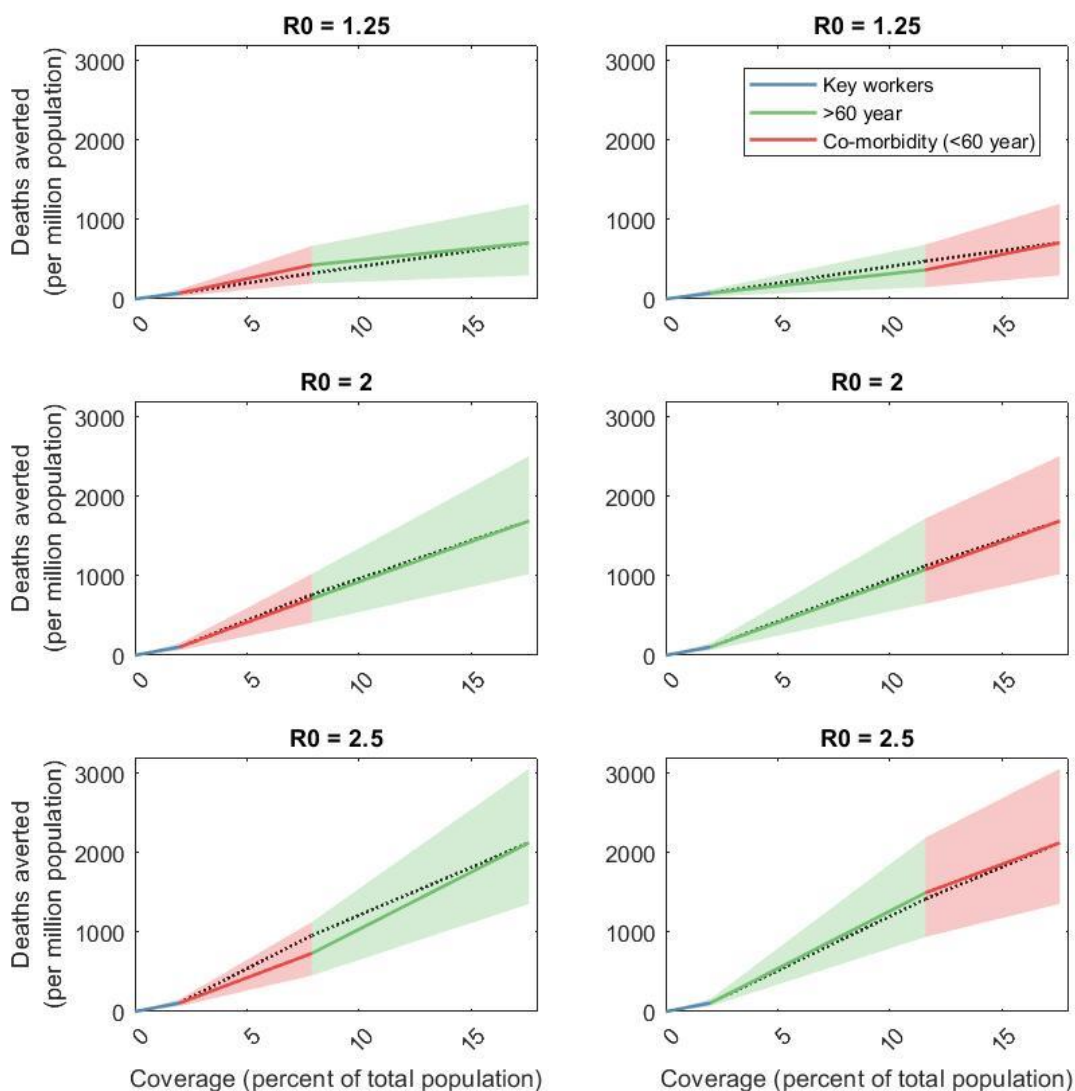 R0 = 1.25
Deaths averted
(per million population)
3000
2000
1000
0
0
5
10
15
R0 = 1.25
3000
2000
1000
0
Key workers
>60 year
Co-morbidity (<60 year)
0
5
10
15
R0 = 2
Deaths averted
(per million population)
3000
2000
1000
0
0
5
10
15
R0 = 2
3000
2000
1000
0
0
5
10
15
R0 = 2.5
Deaths averted
(per million population)
3000
2000
1000
0
0
5
10
15
Coverage (percent of total population)
R0 = 2.5
3000
2000
1000
0
0
5
10
15
Coverage (percent of total population)